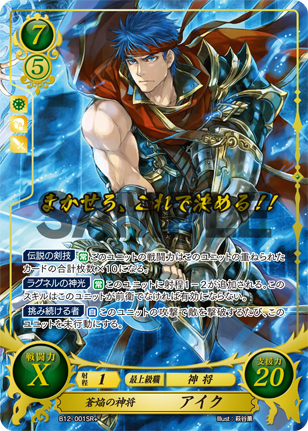 7
5
SAMPLE
まかせろ、これで決める!!
伝説の剣技 常 このユニットの戦闘力はこのユニットの重ねられた
カードの合計枚数×10になる。
ラグネルの神光 常 このユニットに射程1-2が追加される。この
スキルはこのユニットが前衛でなければ有効にならない。
挑み続ける者 自 このユニットの攻撃で敵を撃破するたび、この
ユニットを未行動にする。
戦闘力
X
射程 1 最上級職 神将
蒼焔の神将 アイク
支援力
20
B12-001SR+ Illust:萩谷薫